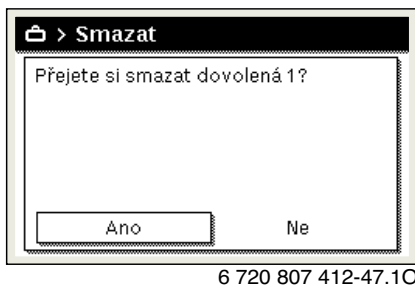 > Smazat
Přejete si smazat dovolená 1?
Ano Ne
6 720 807 412-47.1O